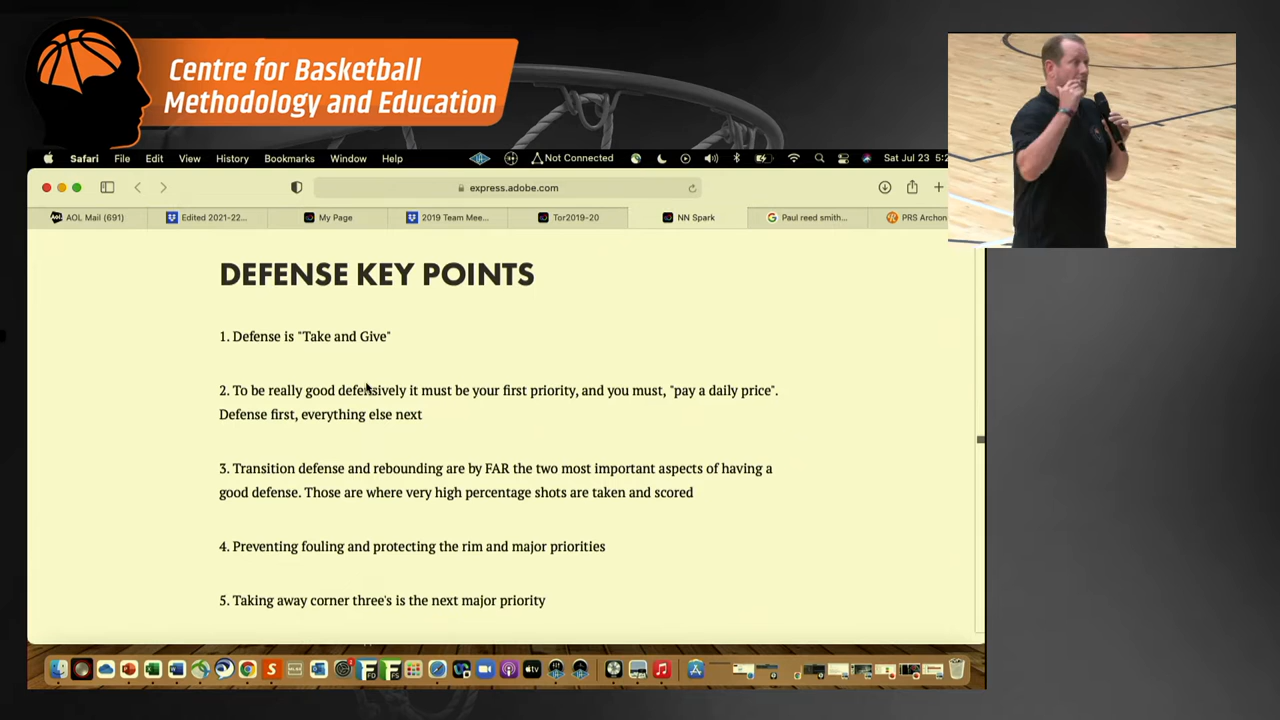 Centre for Basketball
Methodology and Education
Safari File Edit View History Bookmarks Window Help Not Connected Sat Jul 23 5:2
express.adobe.com
AOL Mail (691) Edited 2021-22... My Page 2019 Team Mee... Tor2019-20 NN Spark Paul reed smith... PRS Archon
DEFENSE KEY POINTS
1. Defense is "Take and Give"
2. To be really good defensively it must be your first priority, and you must, "pay a daily price".
Defense first, everything else next
3. Transition defense and rebounding are by FAR the two most important aspects of having a
good defense. Those are where very high percentage shots are taken and scored
4. Preventing fouling and protecting the rim and major priorities
5. Taking away corner three's is the next major priority